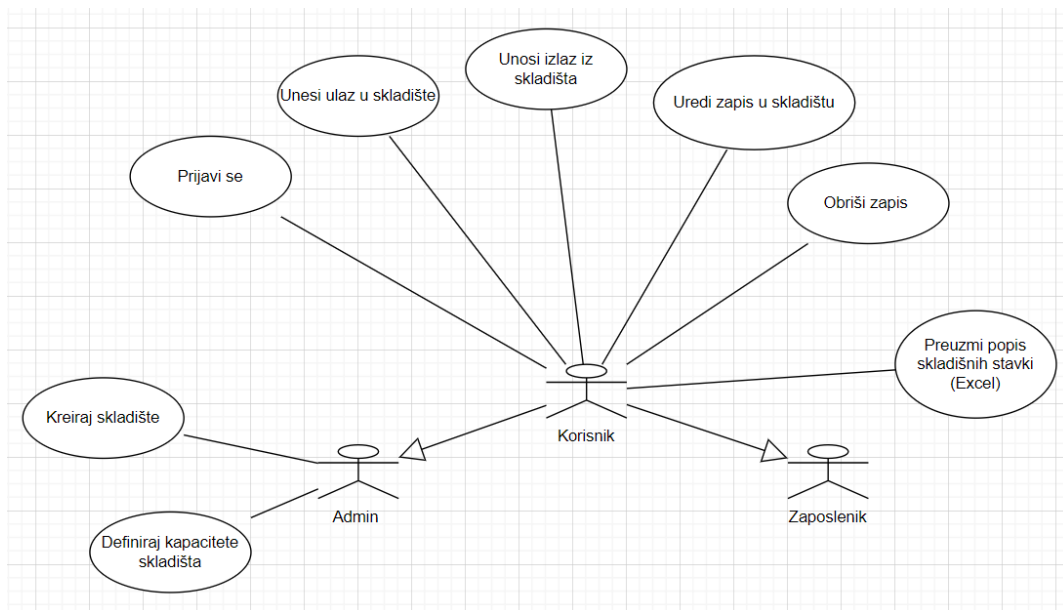 Unosi izlaz iz
skladišta
Unesi ulaz u skladište
Uredi zapis u skladištu
Prijavi se
Obriši zapis
Preuzmi popis
skladišnih stavki
(Excel)
Kreiraj skladište
Korisnik
Admin
Zaposlenik
Definiraj kapacitete
skladišta